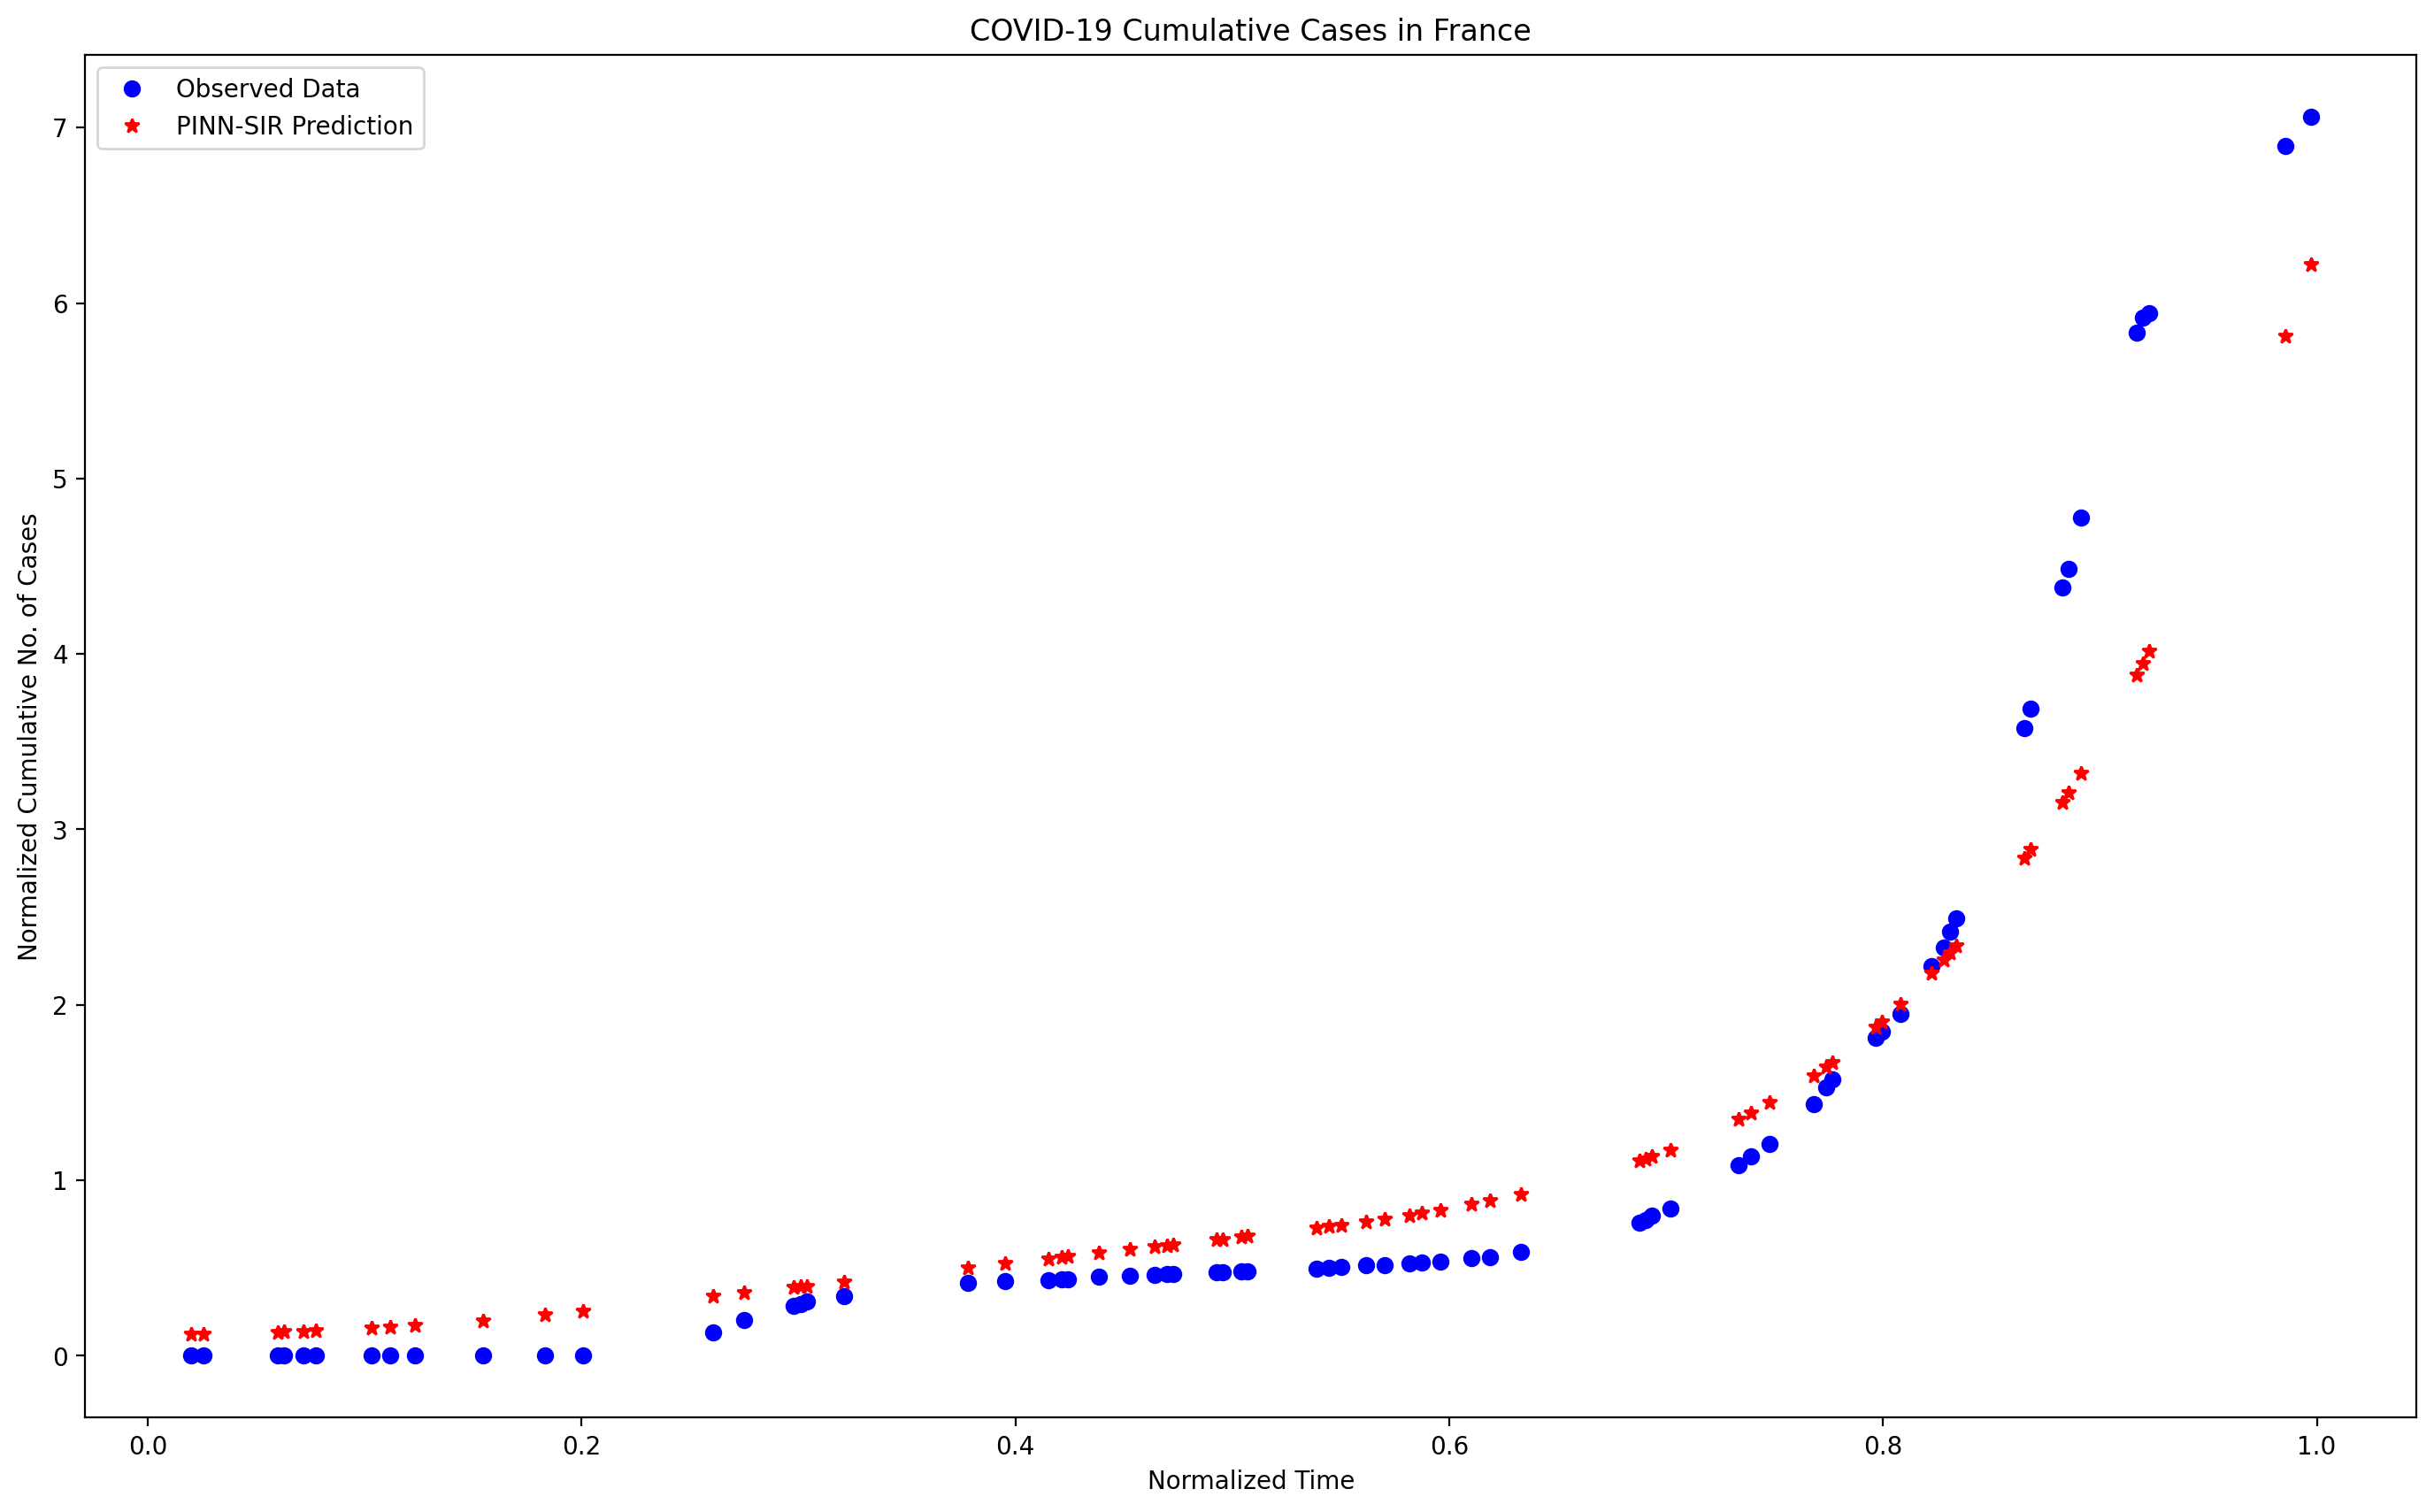 COVID-19 Cumulative Cases in France
Observed Data
PINN-SIR Prediction
Normalized Cumulative No. of Cases
7
6
5
4
3
2
1
0
0.0 0.2 0.4 0.6 0.8 1.0
Normalized Time